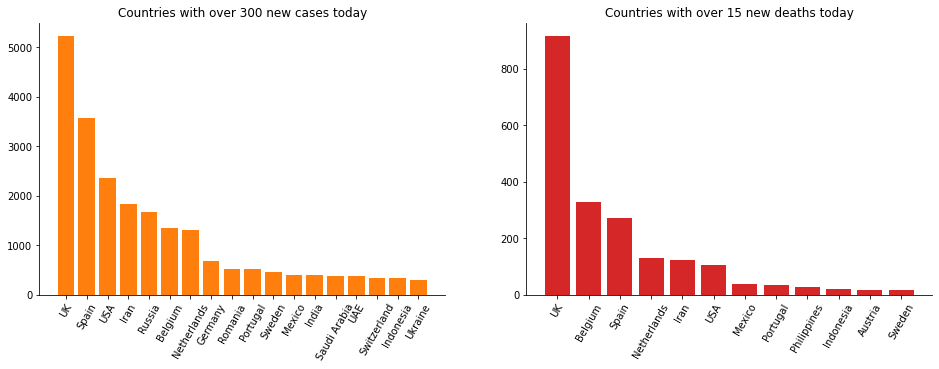 Countries with over 300 new cases today
5000
4000
3000
2000
1000
0
UK
Spain
USA
Iran
Russia
Belgium
Netherlands
Germany
Romania
Portugal
Sweden
Mexico
India
Saudi Arabia
UAE
Switzerland
Indonesia
Ukraine
Countries with over 15 new deaths today
800
600
400
200
0
UK
Belgium
Spain
Netherlands
Iran
USA
Mexico
Portugal
Philippines
Indonesia
Austria
Sweden